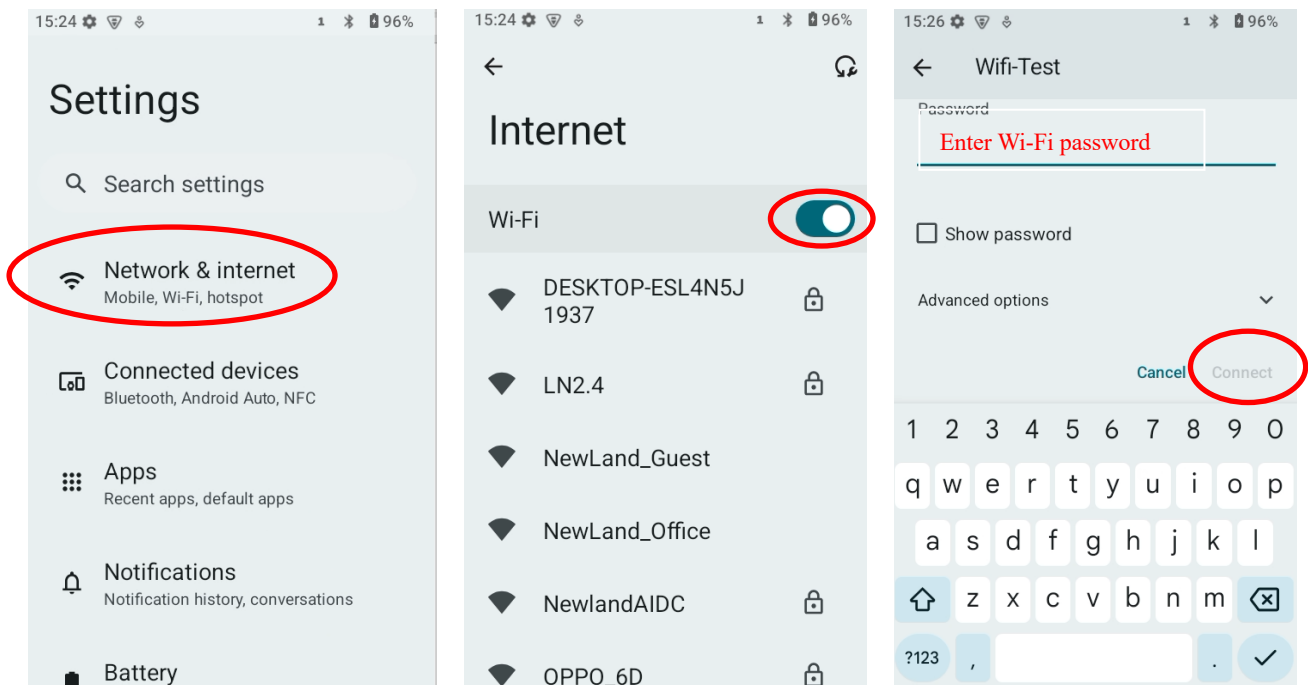 15:24 1 96%
Settings
Search settings
Network & internet
Mobile, Wi-Fi, hotspot
Connected devices
Bluetooth, Android Auto, NFC
Apps
Recent apps, default apps
Notifications
Notification history, conversations
Battery
15:24 1 96%
Internet
Wi-Fi
DESKTOP-ESL4N5J
1937
LN2.4
NewLand_Guest
NewLand_Office
NewlandAIDC
OPPO_6D
15:26 1 96%
Wifi-Test
Password
Enter Wi-Fi password
Show password
Advanced options
Cancel Connect
1 2 3 4 5 6 7 8 9 0
q w e r t y u i o p
a s d f g h j k l
z x c v b n m
?123 , .